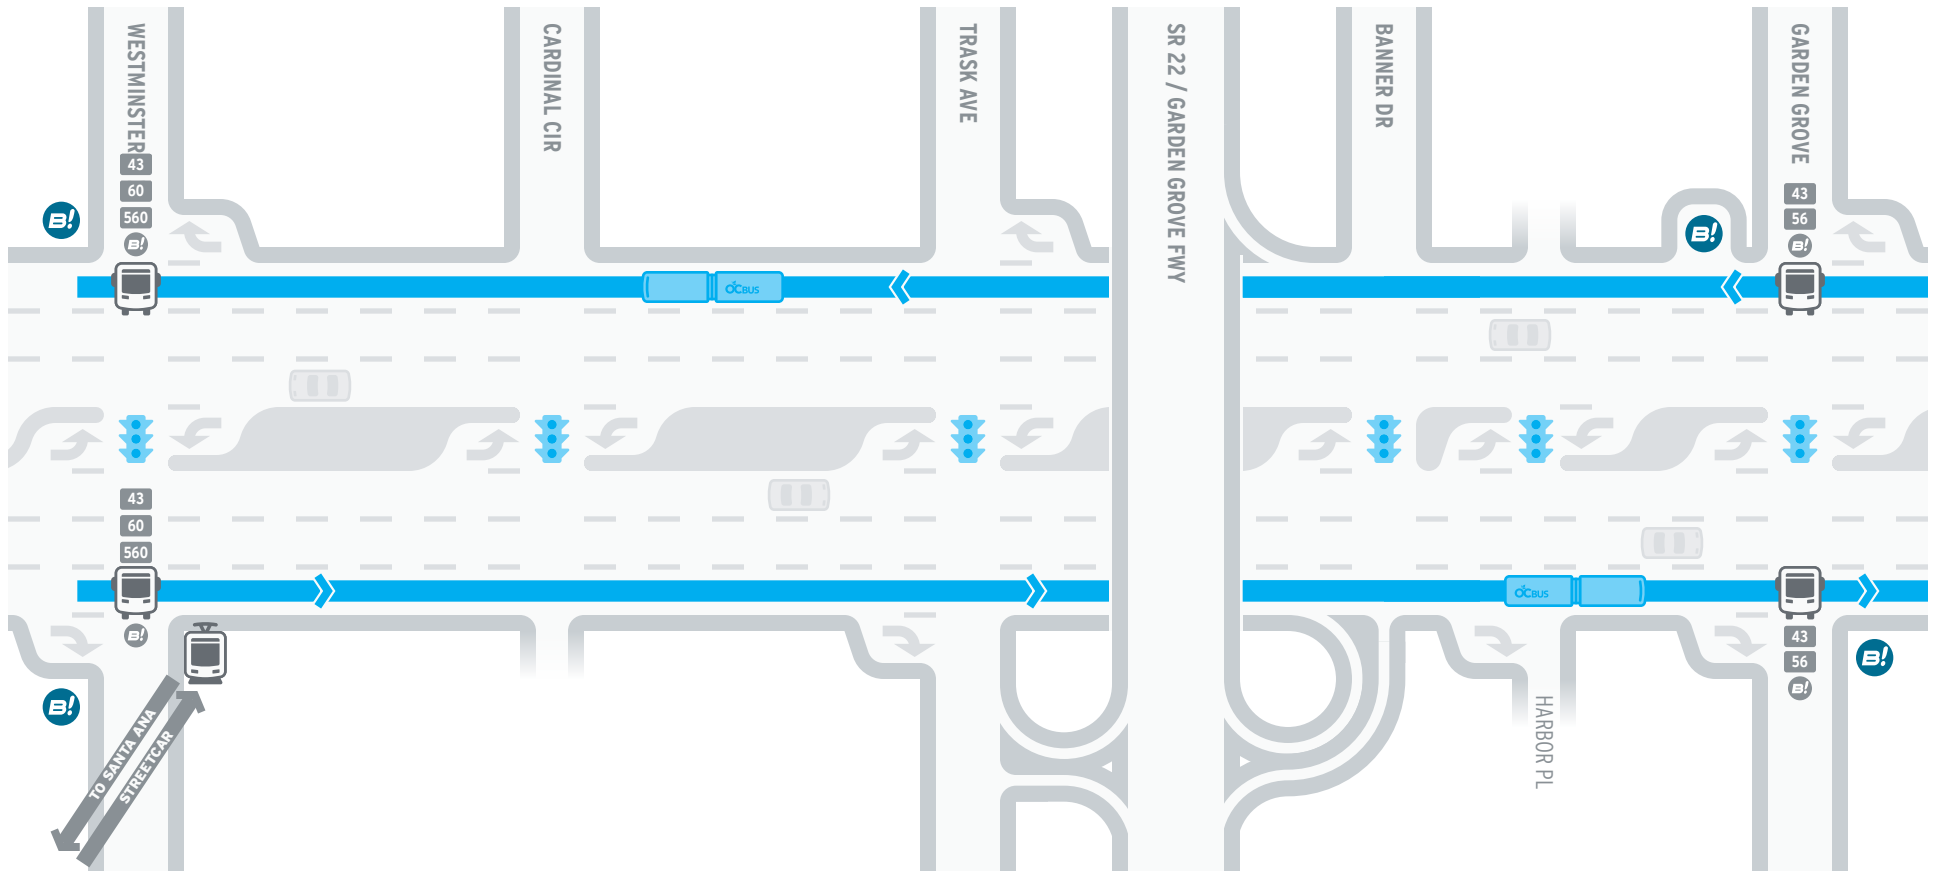 WESTMINSTER
CARDINAL CIR
TRASK AVE
SR 22 / GARDEN GROVE FWY
BANNER DR
GARDEN GROVE
43
60
560
B!
B!
43
56
B!
B!
OCBUS
43
60
560
B!
B!
OCBUS
43
56
B!
B!
TO SANTA ANA
STREETCAR
HARBOR PL